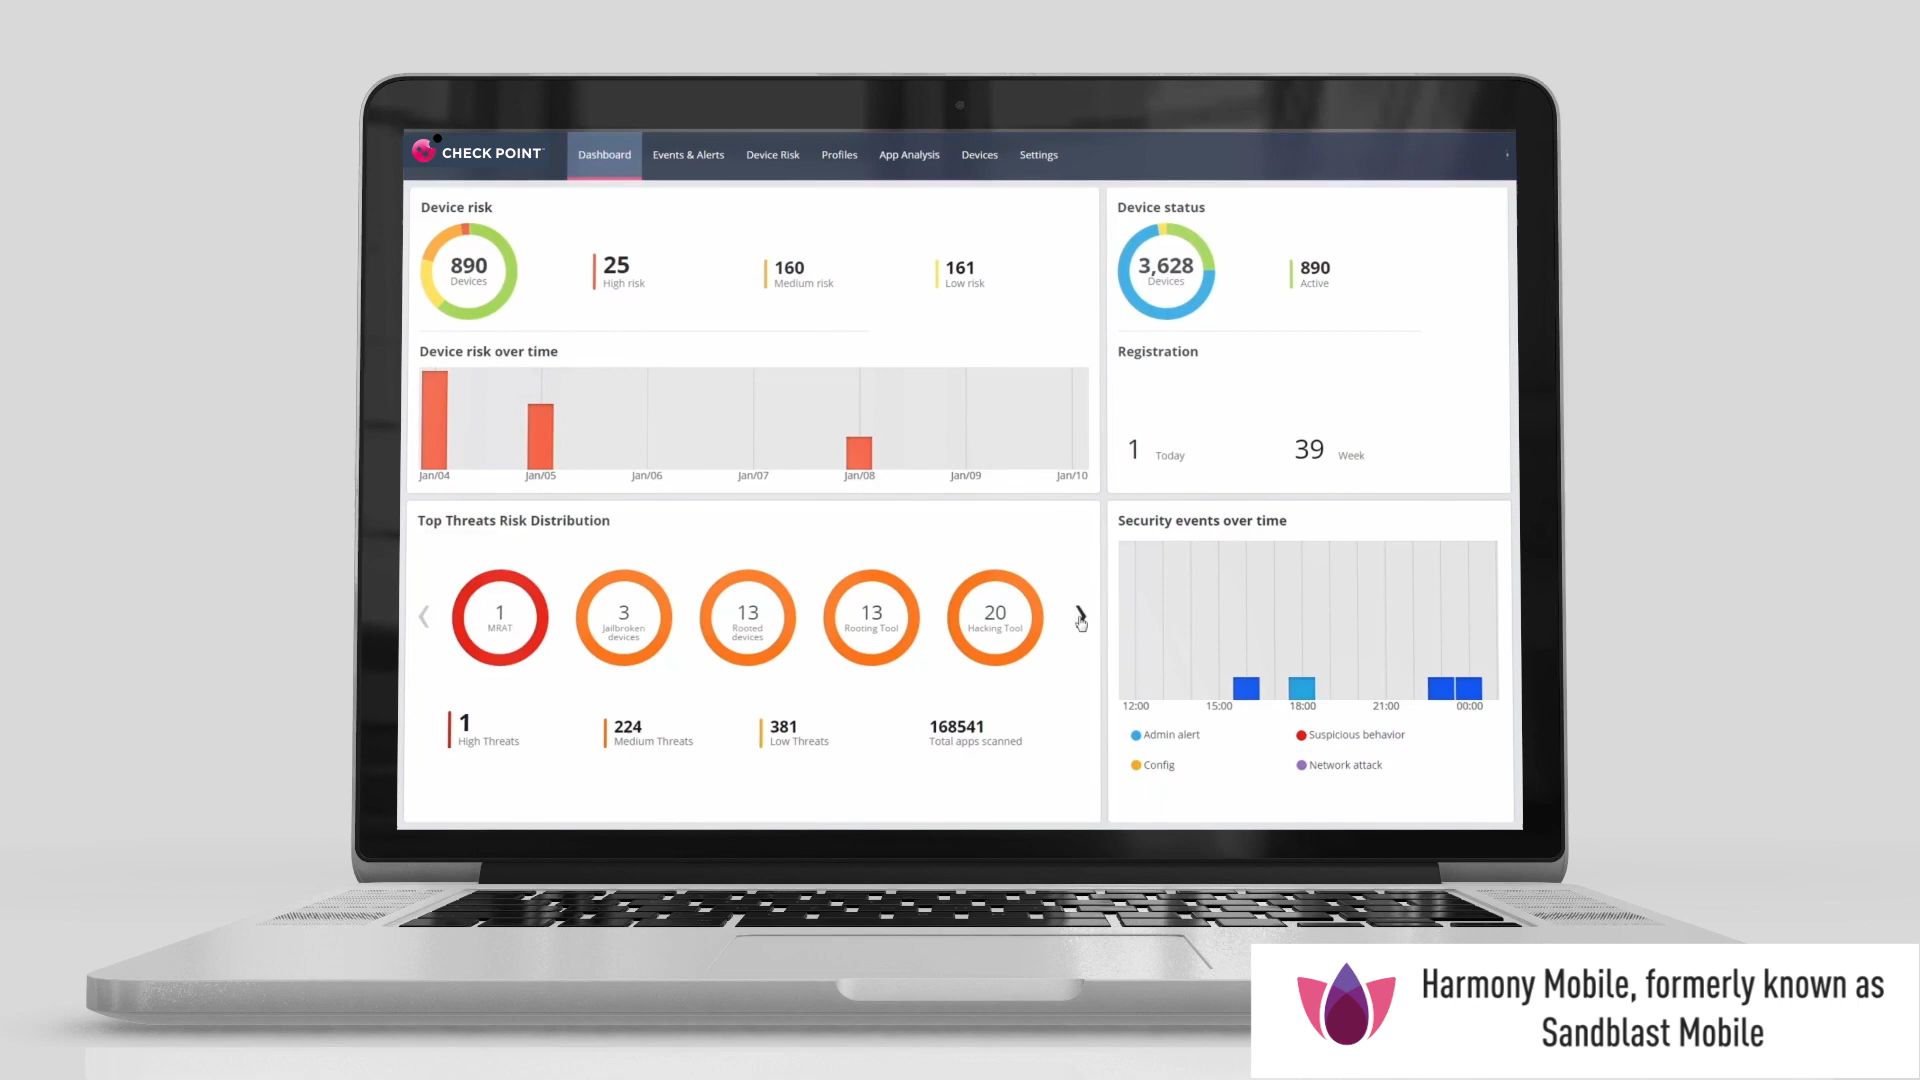 CHECK POINT
Dashboard
Events & Alerts
Device Risk
Profiles
App Analysis
Devices
Settings
Device risk
890
Devices
25
High risk
160
Medium risk
161
Low risk
Device risk over time
Jan/04
Jan/05
Jan/06
Jan/07
Jan/08
Jan/09
Jan/10
Device status
3,628
Devices
890
Active
Registration
1 Today
39 Week
Top Threats Risk Distribution
1
MRAT
3
Jailbroken
devices
13
Rooted
devices
13
Rooting Tool
20
Hacking Tool
1
High Threats
224
Medium Threats
381
Low Threats
168541
Total apps scanned
Security events over time
12:00
15:00
18:00
21:00
00:00
Admin alert
Suspicious behavior
Config
Network attack
Harmony Mobile, formerly known as
Sandblast Mobile